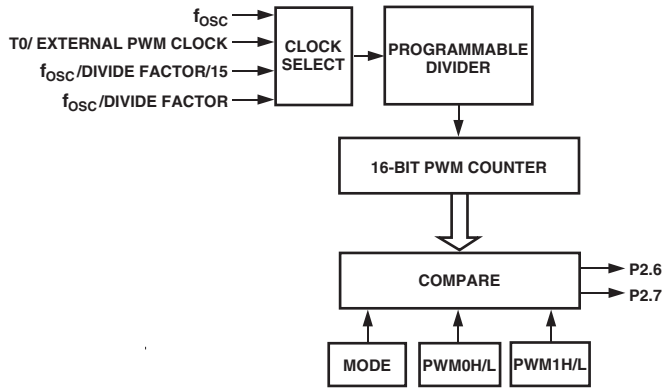 fOSC
T0/ EXTERNAL PWM CLOCK
fOSC/DIVIDE FACTOR/15
fOSC/DIVIDE FACTOR
CLOCK
SELECT
PROGRAMMABLE
DIVIDER
16-BIT PWM COUNTER
COMPARE
P2.6
P2.7
MODE
PWM0H/L
PWM1H/L